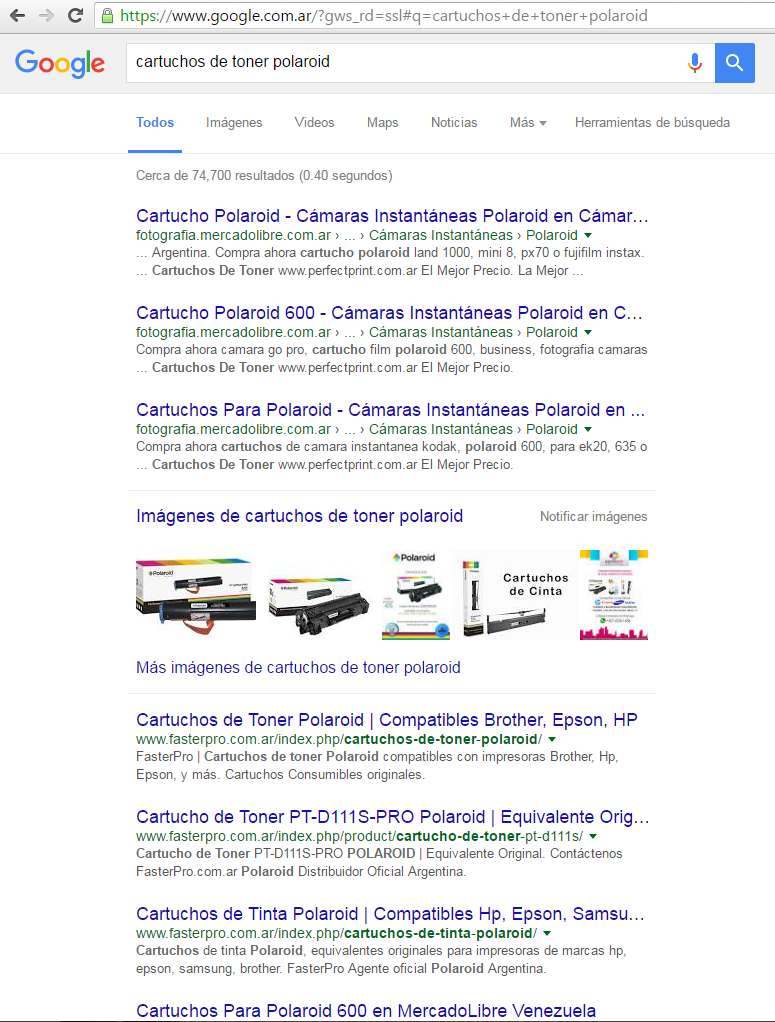 https://www.google.com.ar/?gws_rd=ssl#q=cartuchos+de+toner+polaroid
Google
cartuchos de toner polaroid
Todos Imágenes Videos Maps Noticias Más Herramientas de búsqueda
Cerca de 74,700 resultados (0.40 segundos)
Cartucho Polaroid - Cámaras Instantáneas Polaroid en Cámar...
fotografia.mercadolibre.com.ar › ... › Cámaras Instantáneas › Polaroid
... Argentina. Compra ahora cartucho polaroid land 1000, mini 8, px70 o fujifilm instax.
... Cartuchos De Toner www.perfectprint.com.ar El Mejor Precio. La Mejor ...
Cartucho Polaroid 600 - Cámaras Instantáneas Polaroid en C...
fotografia.mercadolibre.com.ar › ... › Cámaras Instantáneas › Polaroid
Compra ahora camara go pro, cartucho film polaroid 600, business, fotografia camaras
... Cartuchos De Toner www.perfectprint.com.ar El Mejor Precio.
Cartuchos Para Polaroid - Cámaras Instantáneas Polaroid en ...
fotografia.mercadolibre.com.ar › ... › Cámaras Instantáneas › Polaroid
Compra ahora cartuchos de camara instantanea kodak, polaroid 600, para ek20, 635 o
... Cartuchos De Toner www.perfectprint.com.ar El Mejor Precio.
Imágenes de cartuchos de toner polaroid Notificar imágenes
Polaroid
Polaroid
Polaroid
Cartuchos
de Cinta
Más imágenes de cartuchos de toner polaroid
Cartuchos de Toner Polaroid | Compatibles Brother, Epson, HP
www.fasterpro.com.ar/index.php/cartuchos-de-toner-polaroid/
FasterPro | Cartuchos de toner Polaroid compatibles con impresoras Brother, Hp,
Epson, y más. Cartuchos Consumibles originales.
Cartucho de Toner PT-D111S-PRO Polaroid | Equivalente Orig...
www.fasterpro.com.ar/index.php/product/cartucho-de-toner-pt-d111s/
Cartucho de Toner PT-D111S-PRO POLAROID | Equivalente Original. Contáctenos
FasterPro.com.ar Polaroid Distribuidor Oficial Argentina.
Cartuchos de Tinta Polaroid | Compatibles Hp, Epson, Samsu...
www.fasterpro.com.ar/index.php/cartuchos-de-tinta-polaroid/
Cartuchos de tinta Polaroid, equivalentes originales para impresoras de marcas hp,
epson, samsung, brother. FasterPro Agente oficial Polaroid Argentina.
Cartuchos Para Polaroid 600 en MercadoLibre Venezuela